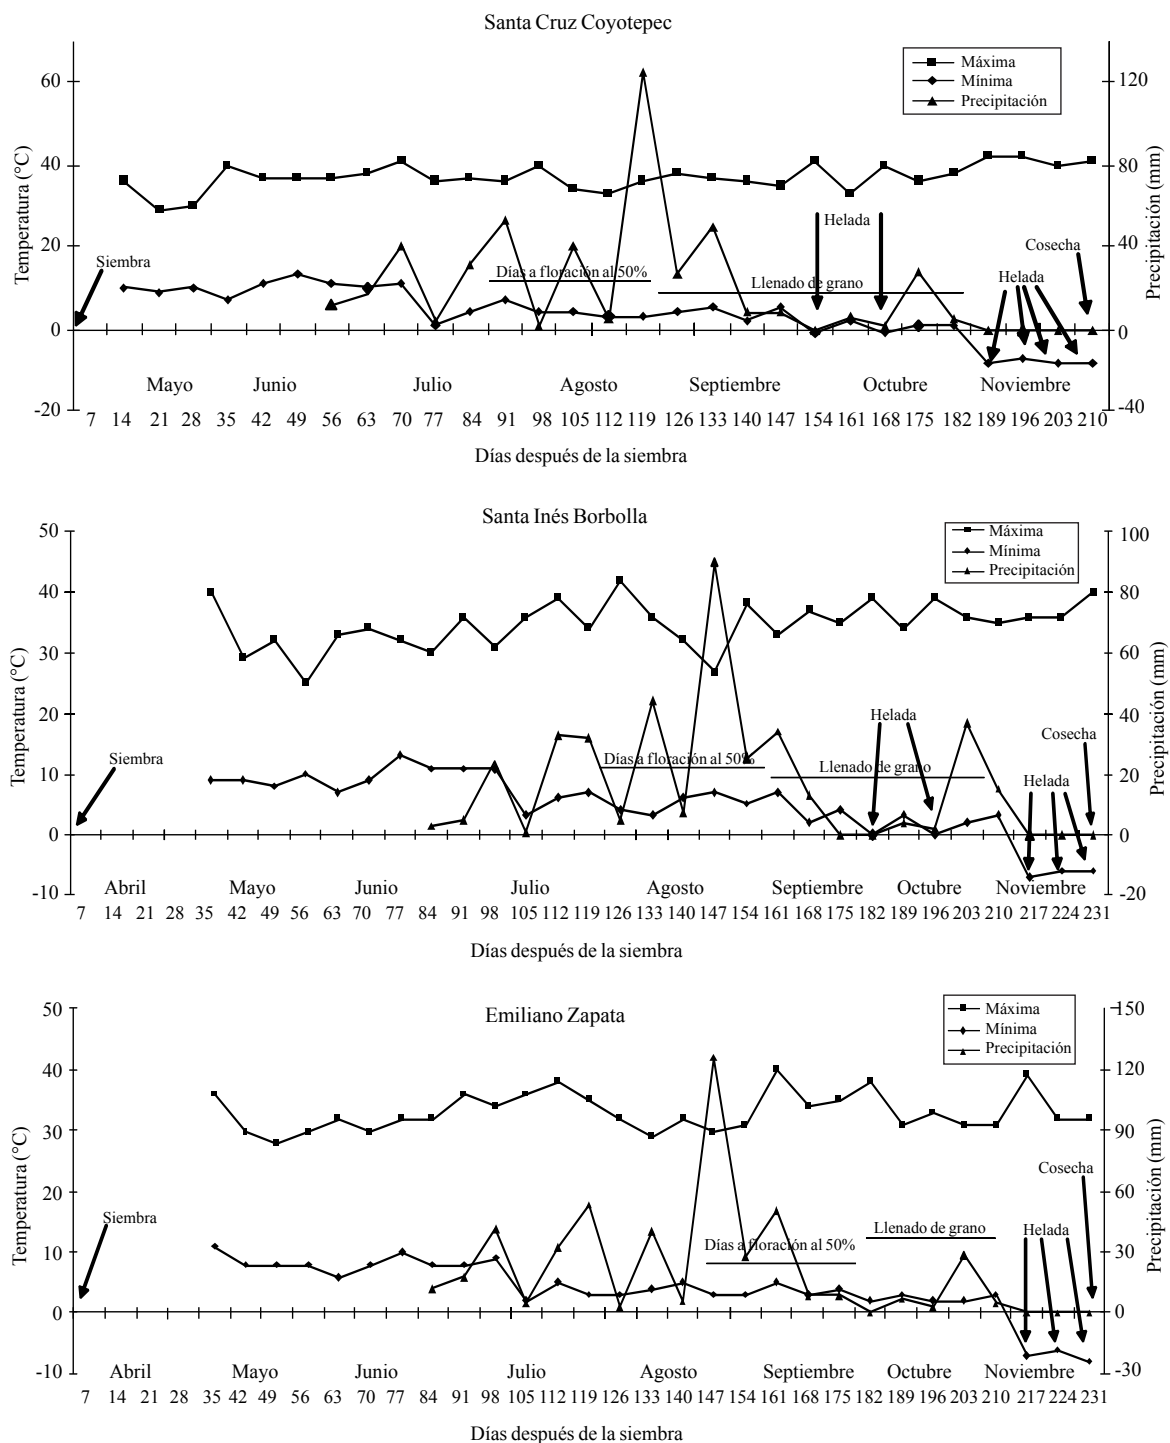 Santa Cruz Coyotepec
Máxima
Mínima
Precipitación
Temperatura (°C)
Precipitación (mm)
60
40
20
0
-20
120
80
40
0
-40
Siembra
Días a floración al 50%
Llenado de grano
Helada
Helada
Cosecha
Mayo Junio Julio Agosto Septiembre Octubre Noviembre
7 14 21 28 35 42 49 56 63 70 77 84 91 98 105 112 119 126 133 140 147 154 161 168 175 182 189 196 203 210
Días después de la siembra
Santa Inés Borbolla
Máxima
Mínima
Precipitación
Temperatura (°C)
Precipitación (mm)
50
40
30
20
10
0
-10
100
80
60
40
20
0
-20
Siembra
Días a floración al 50%
Llenado de grano
Helada
Helada
Cosecha
Abril Mayo Junio Julio Agosto Septiembre Octubre Noviembre
7 14 21 28 35 42 49 56 63 70 77 84 91 98 105 112 119 126 133 140 147 154 161 168 175 182 189 196 203 210 217 224 231
Días después de la siembra
Emiliano Zapata
Máxima
Mínima
Precipitación
Temperatura (°C)
Precipitación (mm)
50
40
30
20
10
0
-10
150
120
90
60
30
0
-30
Siembra
Días a floración al 50%
Llenado de grano
Helada
Cosecha
Abril Mayo Junio Julio Agosto Septiembre Octubre Noviembre
7 14 21 28 35 42 49 56 63 70 77 84 91 98 105 112 119 126 133 140 147 154 161 168 175 182 189 196 203 210 217 224 231
Días después de la siembra